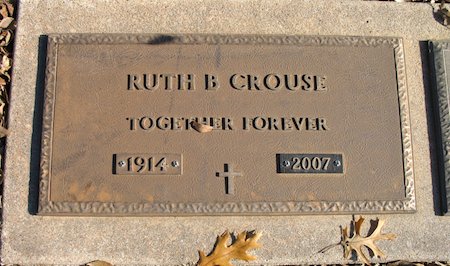 RUTH B CROUSE
TOGETHER FOREVER
1914 2007